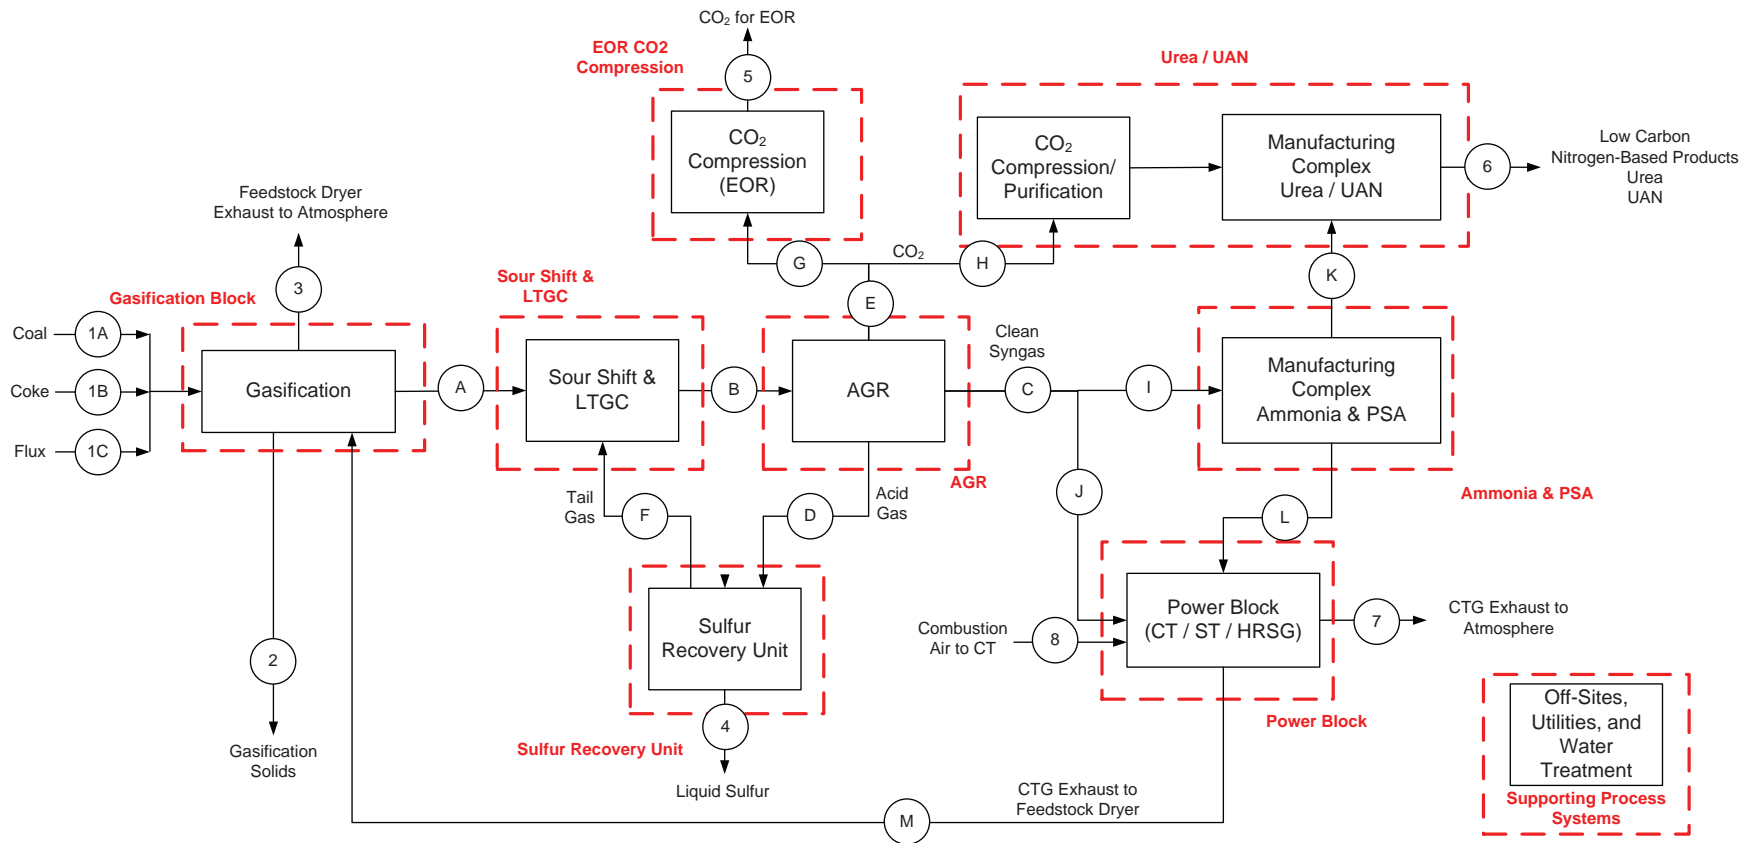 CO₂ for EOR
EOR CO2
Compression
5
CO₂
Compression
(EOR)
Urea / UAN
CO₂
Compression/
Purification
Manufacturing
Complex
Urea / UAN
6
Low Carbon
Nitrogen-Based Products
Urea
UAN
Feedstock Dryer
Exhaust to Atmosphere
3
G
CO₂
H
E
K
Gasification Block
Coal
1A
Coke
1B
Flux
1C
Gasification
A
Sour Shift &
LTGC
Sour Shift &
LTGC
B
AGR
AGR
Clean
Syngas
C
I
Manufacturing
Complex
Ammonia & PSA
Ammonia & PSA
J
L
Tail
Gas
F
D
Acid
Gas
2
Gasification
Solids
Sulfur
Recovery Unit
Sulfur Recovery Unit
4
Liquid Sulfur
Combustion
Air to CT
8
Power Block
(CT / ST / HRSG)
Power Block
7
CTG Exhaust to
Atmosphere
CTG Exhaust to
Feedstock Dryer
M
Off-Sites,
Utilities, and
Water
Treatment
Supporting Process
Systems